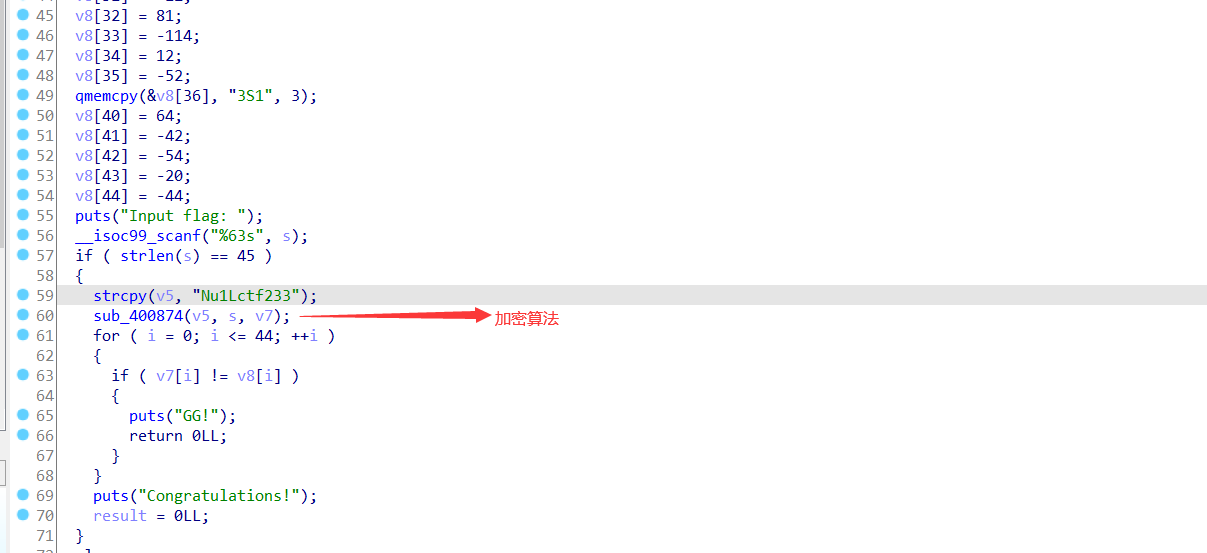 45 v8[32] = 81;
46 v8[33] = -114;
47 v8[34] = 12;
48 v8[35] = -52;
49 qmemcpy(&v8[36], "3S1", 3);
50 v8[40] = 64;
51 v8[41] = -42;
52 v8[42] = -54;
53 v8[43] = -20;
54 v8[44] = -44;
55 puts("Input flag: ");
56 __isoc99_scanf("%63s", s);
57 if ( strlen(s) == 45 )
58 {
59 strcpy(v5, "Nu1Lctf233");
60 sub_400874(v5, s, v7); 加密算法
61 for ( i = 0; i <= 44; ++i )
62 {
63 if ( v7[i] != v8[i] )
64 {
65 puts("GG!");
66 return 0LL;
67 }
68 }
69 puts("Congratulations!");
70 result = 0LL;
71 }